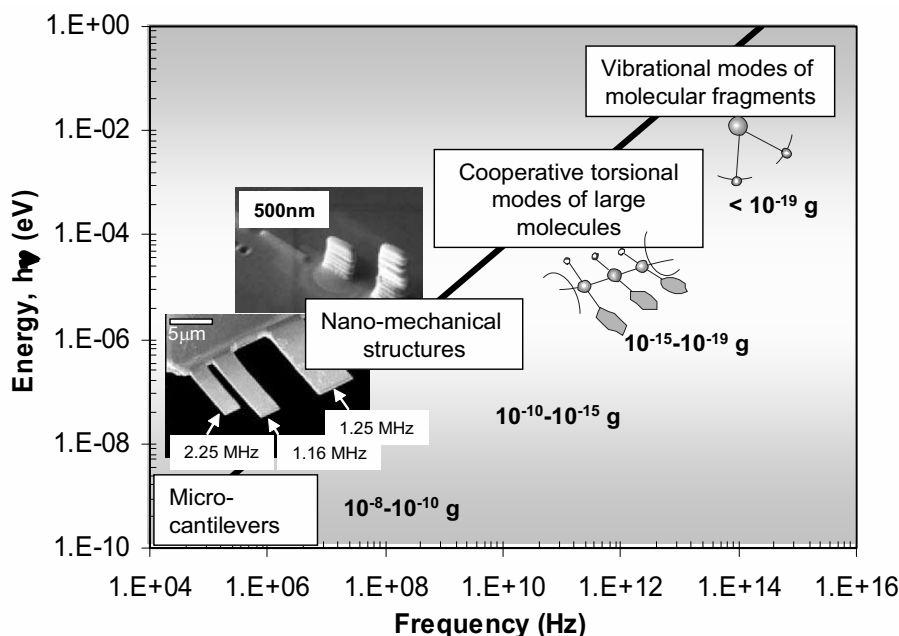 1.E+00
1.E-02
1.E-04
1.E-06
1.E-08
1.E-10
Energy, h♥ (eV)
Vibrational modes of
molecular fragments
< 10⁻¹⁹ g
Cooperative torsional
modes of large
molecules
10⁻¹⁵-10⁻¹⁹ g
500nm
Nano-mechanical
structures
10⁻¹⁰-10⁻¹⁵ g
5μm
2.25 MHz
1.16 MHz
1.25 MHz
Micro-
cantilevers
10⁻⁸-10⁻¹⁰ g
1.E+04 1.E+06 1.E+08 1.E+10 1.E+12 1.E+14 1.E+16
Frequency (Hz)